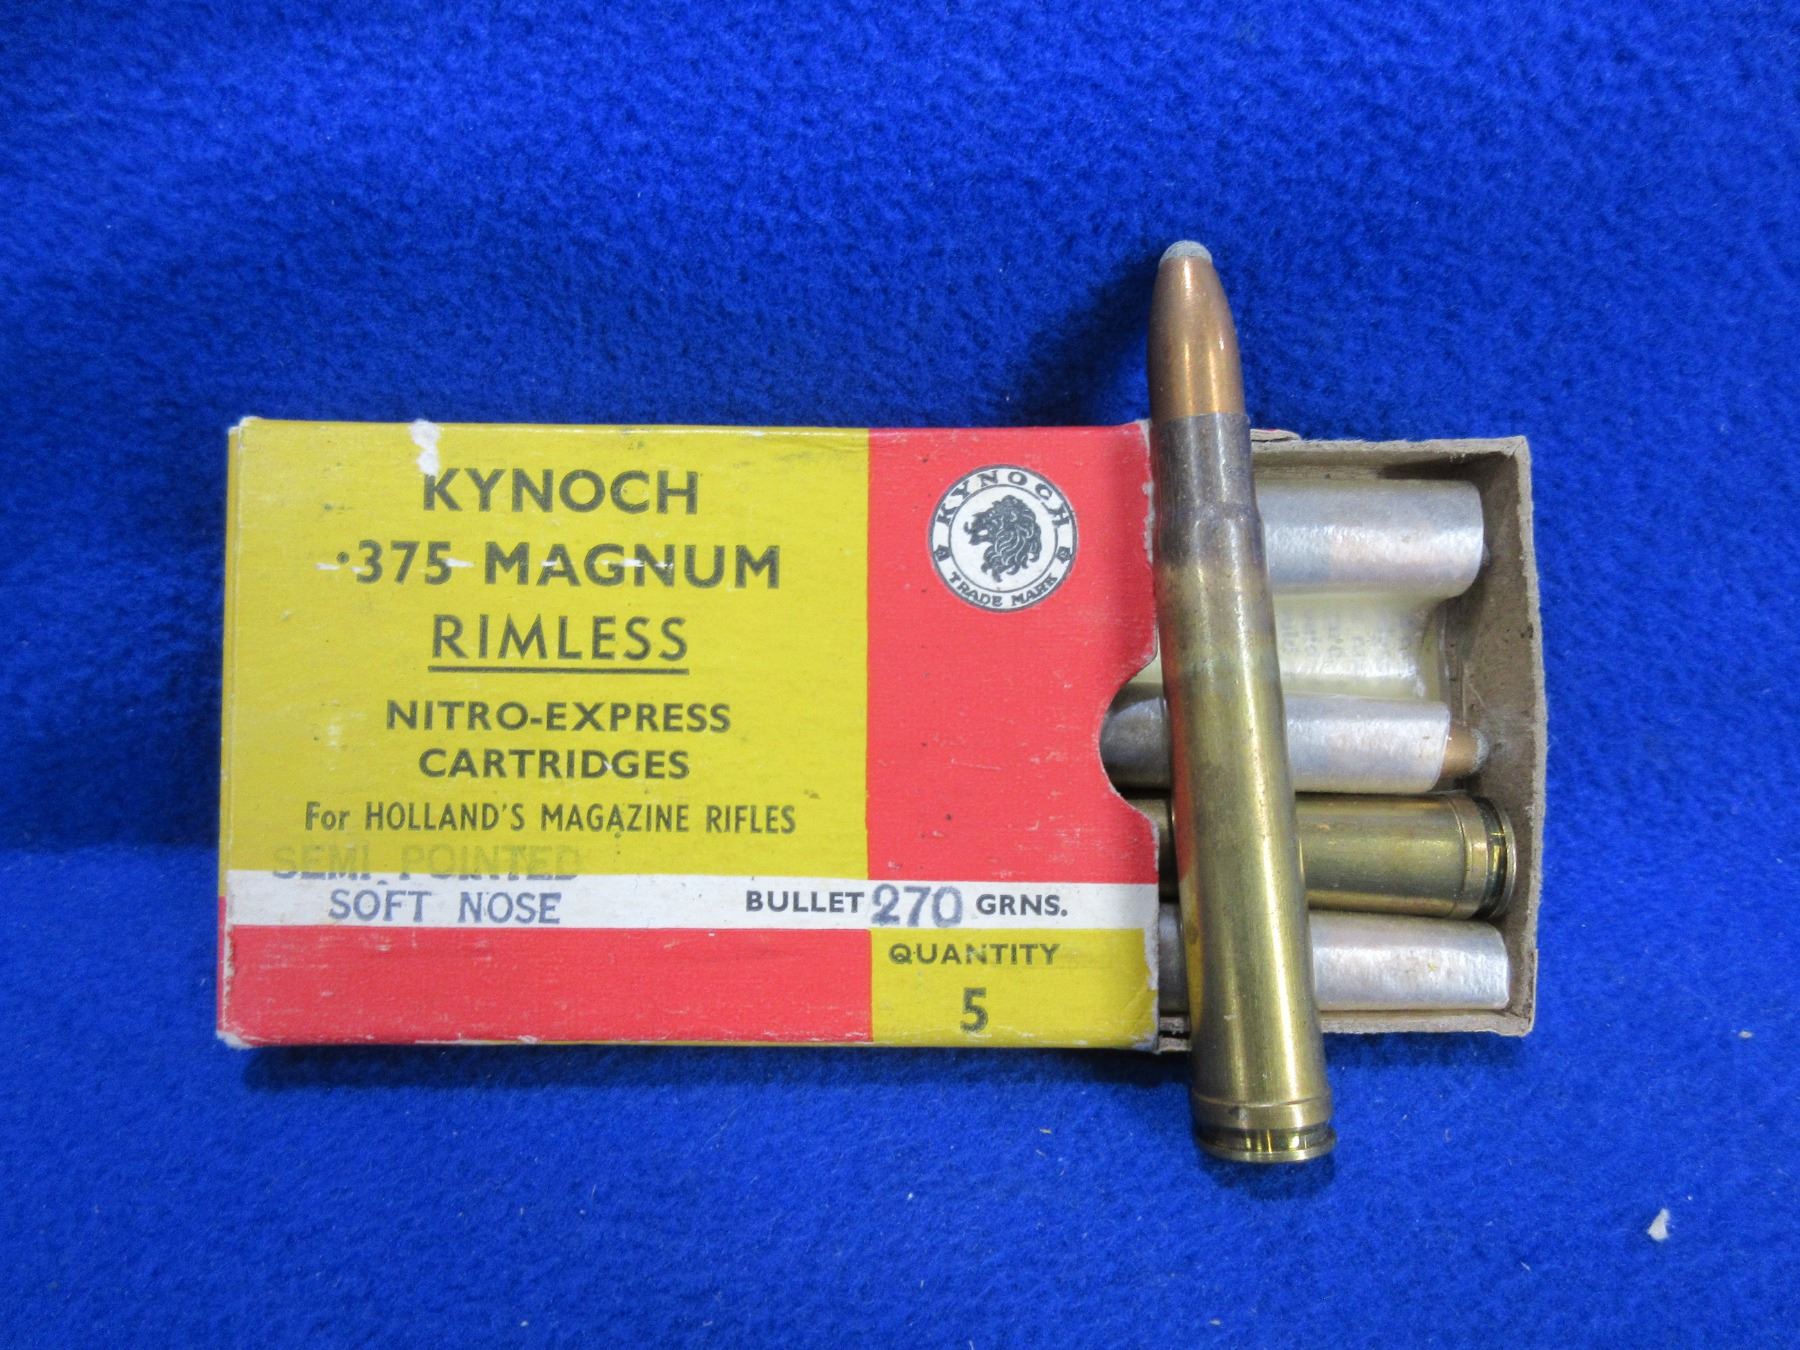 KYNOCH
.375 MAGNUM
RIMLESS
NITRO-EXPRESS
CARTRIDGES
For HOLLAND'S MAGAZINE RIFLES
SEMI POINTED
SOFT NOSE
BULLET 270 GRNS.
QUANTITY
5
KYNOCH
TRADE MARK